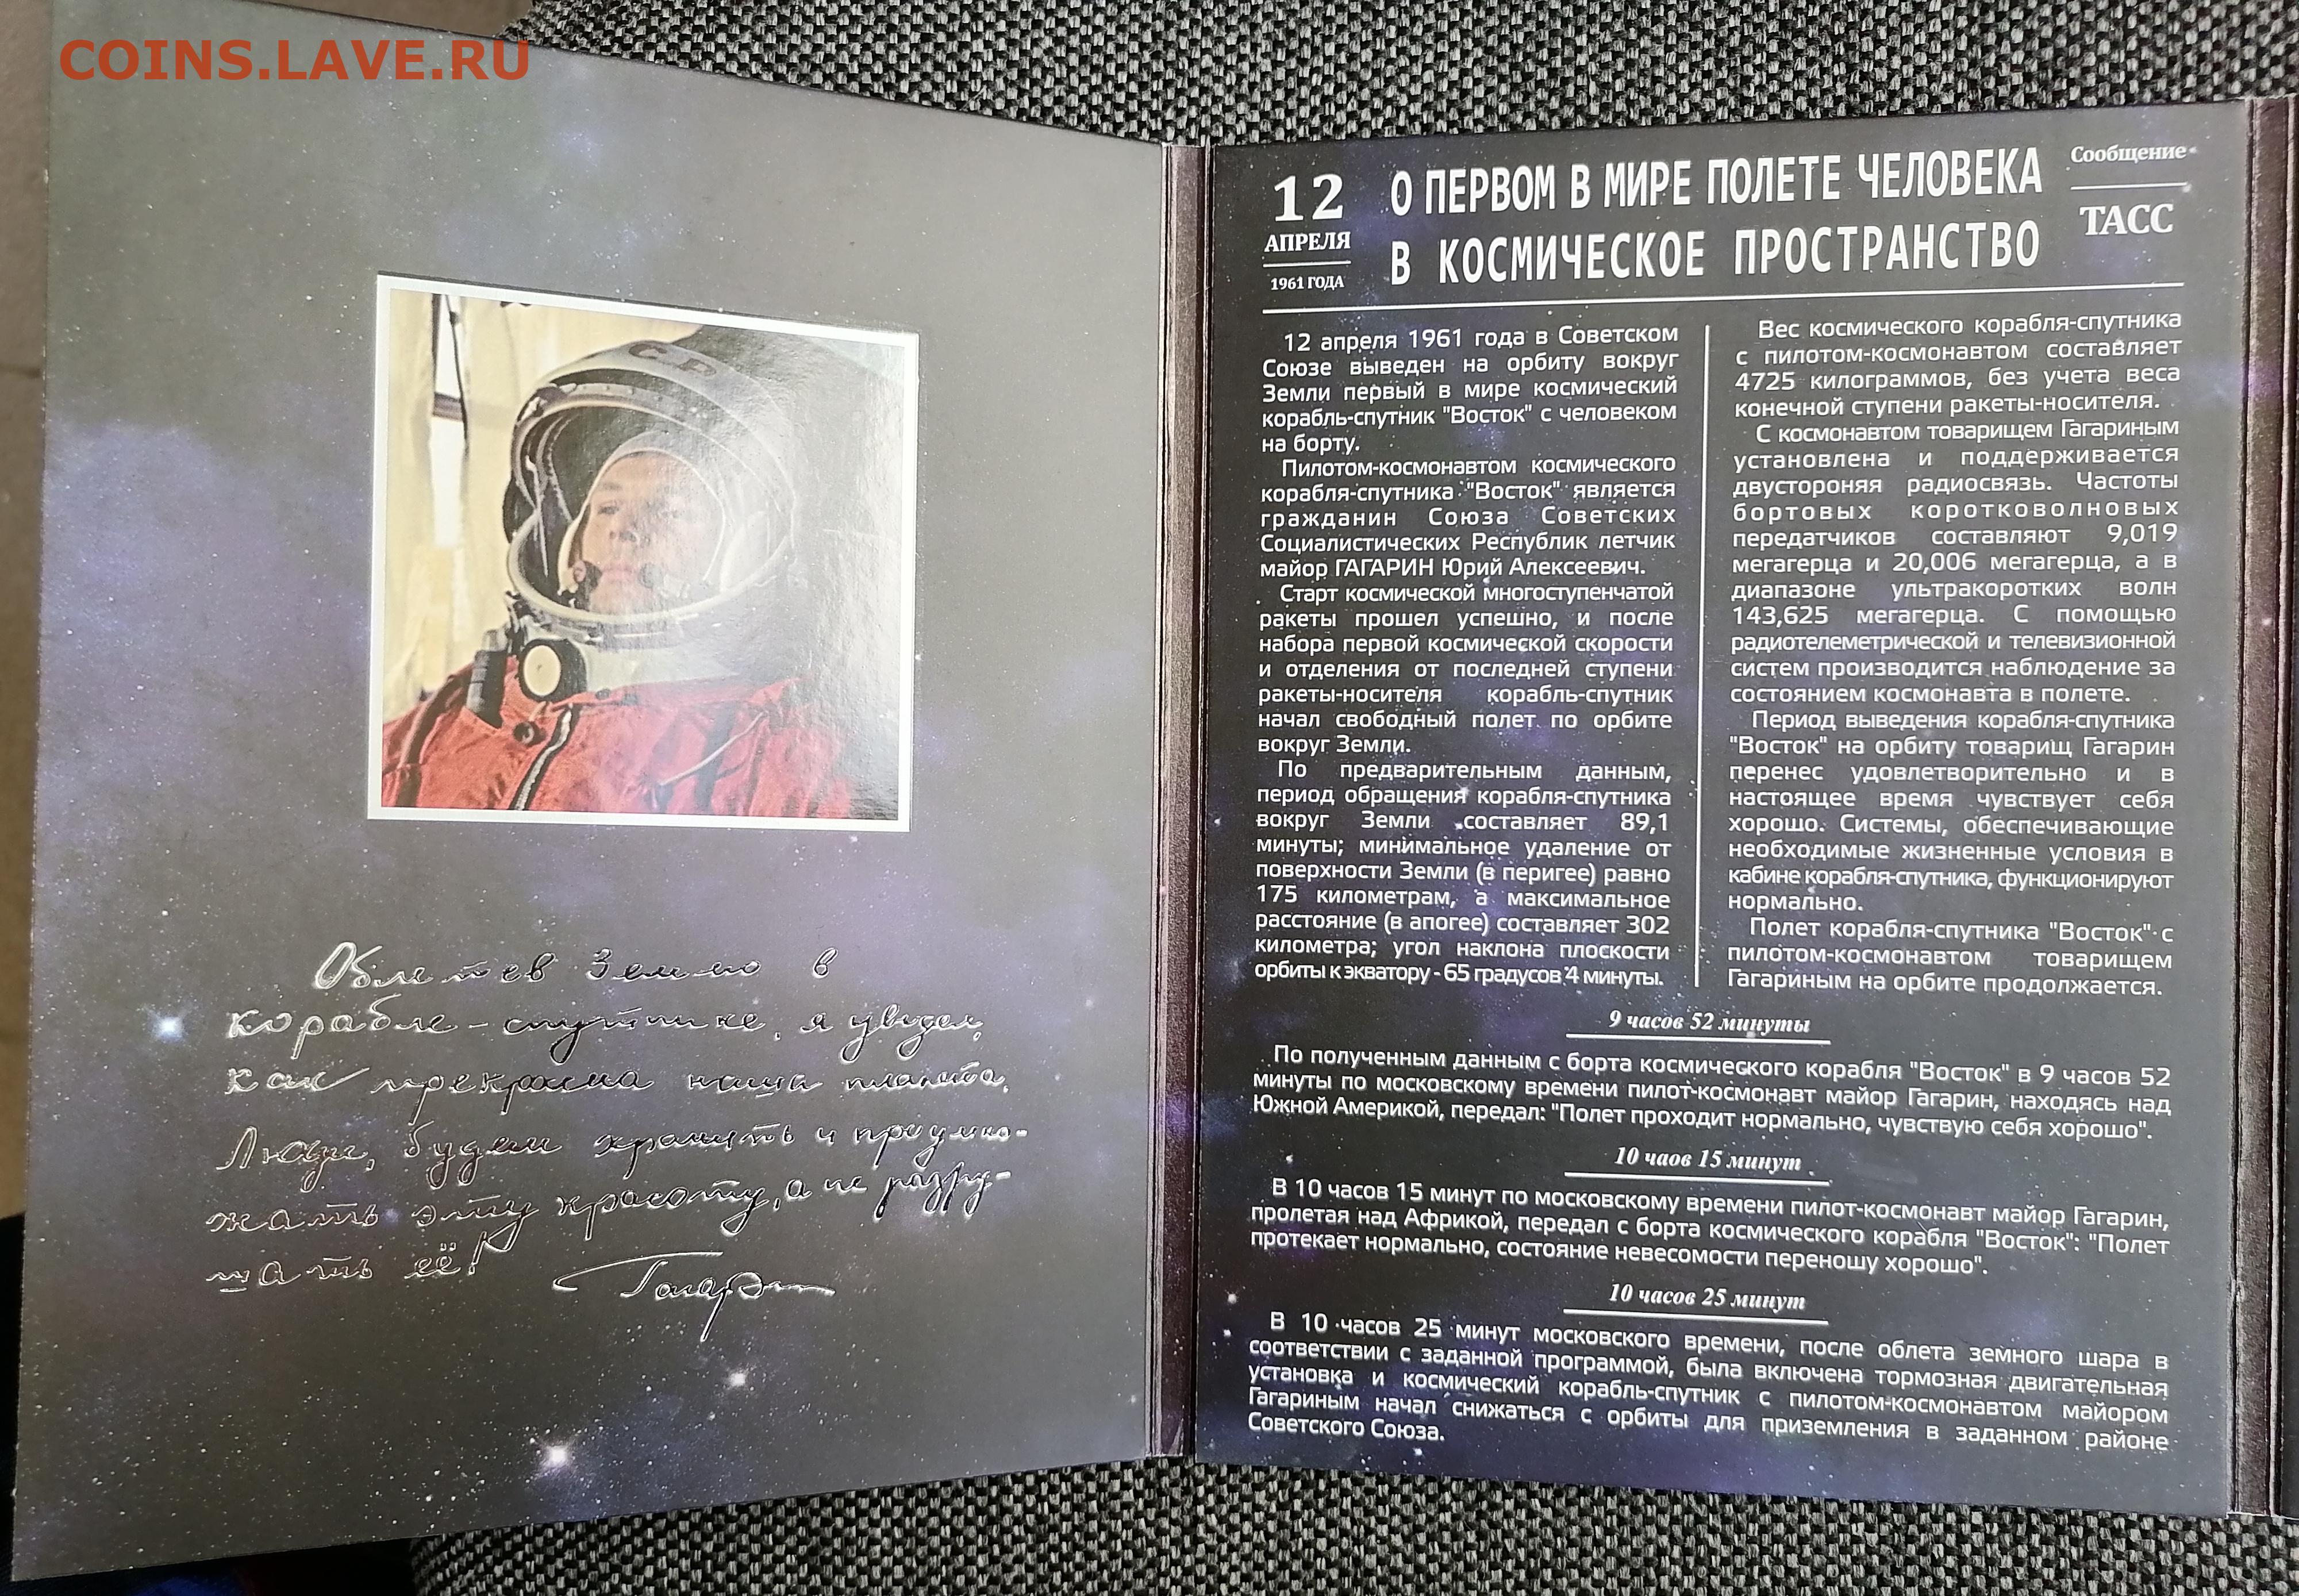 COINS.LAVE.RU
С.Р
Облетев Землю в
корабле-спутнике, я увидел,
как прекрасна наша планета.
Люди, будем хранить и приумно-
жать эту красоту, а не разру-
шать её!
Гагарин
12
АПРЕЛЯ
1961 ГОДА
О ПЕРВОМ В МИРЕ ПОЛЕТЕ ЧЕЛОВЕКА
В КОСМИЧЕСКОЕ ПРОСТРАНСТВО
Сообщение
ТАСС
12 апреля 1961 года в Советском
Союзе выведен на орбиту вокруг
Земли первый в мире космический
корабль-спутник "Восток" с человеком
на борту.
Пилотом-космонавтом космического
корабля-спутника "Восток" является
гражданин Союза Советских
Социалистических Республик летчик
майор ГАГАРИН Юрий Алексеевич.
Старт космической многоступенчатой
ракеты прошел успешно, и после
набора первой космической скорости
и отделения от последней ступени
ракеты-носителя корабль-спутник
начал свободный полет по орбите
вокруг Земли.
По предварительным данным,
период обращения корабля-спутника
вокруг Земли составляет 89,1
минуты; минимальное удаление от
поверхности Земли (в перигее) равно
175 километрам, а максимальное
расстояние (в апогее) составляет 302
километра; угол наклона плоскости
орбиты к экватору - 65 градусов 4 минуты.
Вес космического корабля-спутника
с пилотом-космонавтом составляет
4725 килограммов, без учета веса
конечной ступени ракеты-носителя.
С космонавтом товарищем Гагариным
установлена и поддерживается
двустороняя радиосвязь. Частоты
бортовых коротковолновых
передатчиков составляют 9,019
мегагерца и 20,006 мегагерца, а в
диапазоне ультракоротких волн
143,625 мегагерца. С помощью
радиотелеметрической и телевизионной
систем производится наблюдение за
состоянием космонавта в полете.
Период выведения корабля-спутника
"Восток" на орбиту товарищ Гагарин
перенес удовлетворительно и в
настоящее время чувствует себя
хорошо. Системы, обеспечивающие
необходимые жизненные условия в
кабине корабля-спутника, функционируют
нормально.
Полет корабля-спутника "Восток" с
пилотом-космонавтом товарищем
Гагариным на орбите продолжается.
9 часов 52 минуты
По полученным данным с борта космического корабля "Восток" в 9 часов 52
минуты по московскому времени пилот-космонавт майор Гагарин, находясь над
Южной Америкой, передал: "Полет проходит нормально, чувствую себя хорошо".
10 чаов 15 минут
В 10 часов 15 минут по московскому времени пилот-космонавт майор Гагарин,
пролетая над Африкой, передал с борта космического корабля "Восток": "Полет
протекает нормально, состояние невесомости переношу хорошо".
10 часов 25 минут
В 10 часов 25 минут московского времени, после облета земного шара в
соответствии с заданной программой, была включена тормозная двигательная
установка и космический корабль-спутник с пилотом-космонавтом майором
Гагариным начал снижаться с орбиты для приземления в заданном районе
Советского Союза.